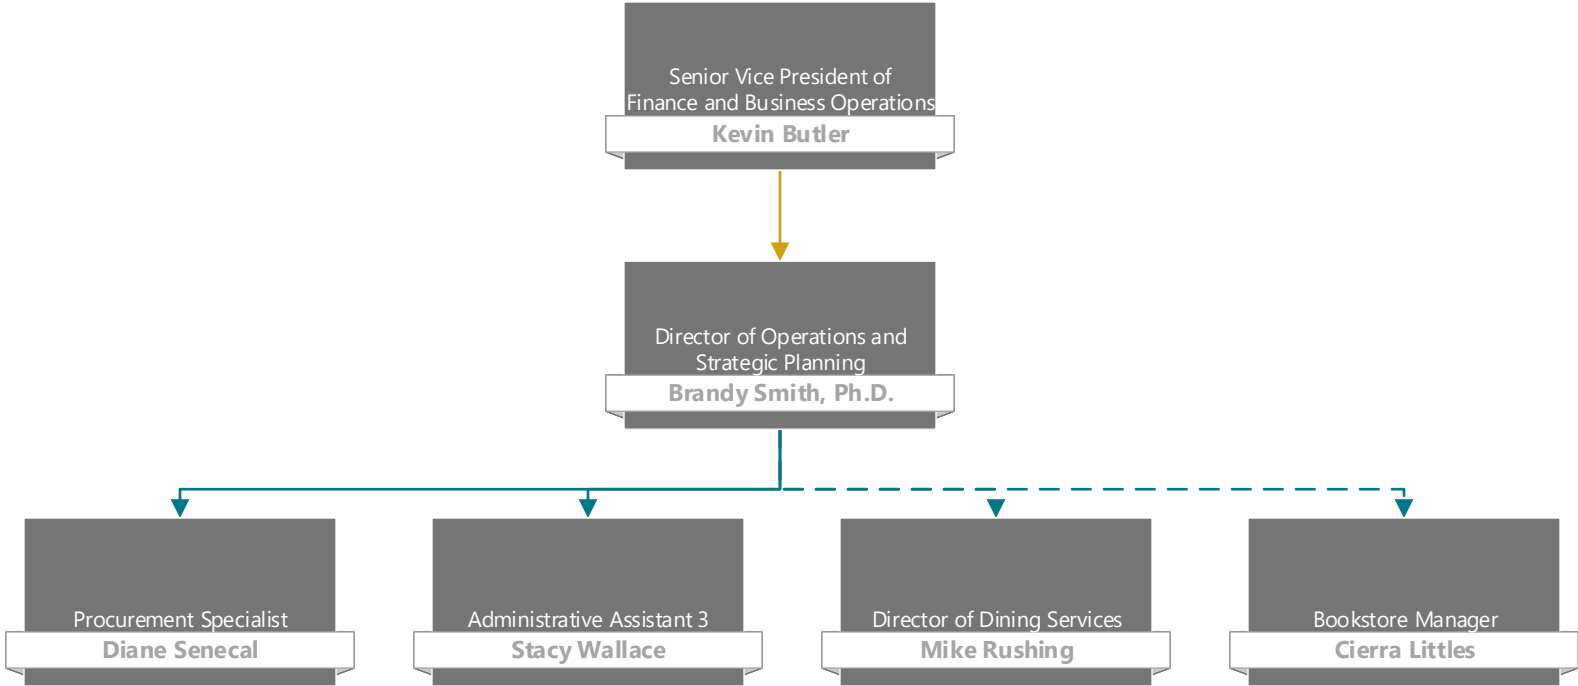 Senior Vice President of
Finance and Business Operations
Kevin Butler
Director of Operations and
Strategic Planning
Brandy Smith, Ph.D.
Procurement Specialist
Diane Senecal
Administrative Assistant 3
Stacy Wallace
Director of Dining Services
Mike Rushing
Bookstore Manager
Cierra Littles